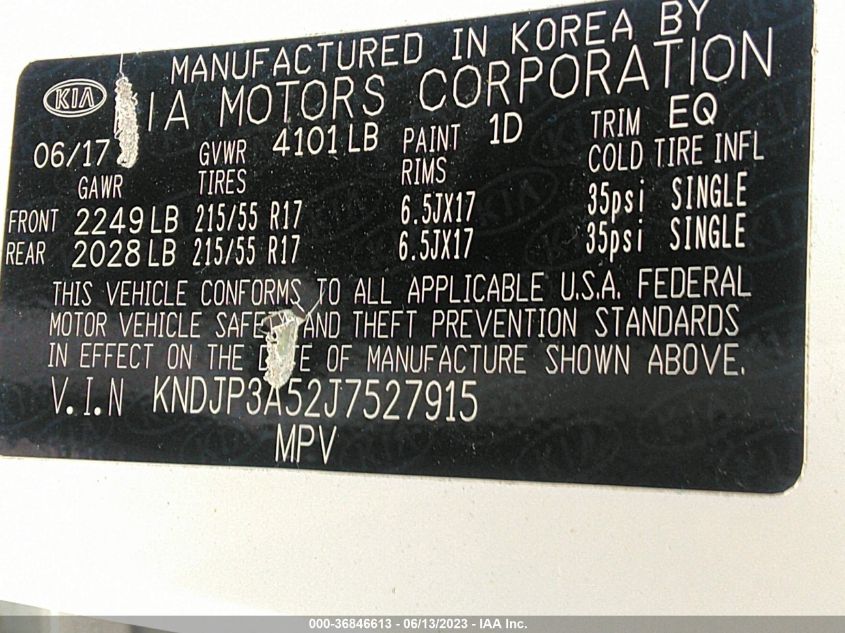 MANUFACTURED IN KOREA BY
KIA IA MOTORS CORPORATION
06/17 GVWR 4101 LB PAINT 1D TRIM EQ
GAWR TIRES RIMS COLD TIRE INFL
FRONT 2249 LB 215/55 R17 6.5JX17 35psi SINGLE
REAR 2028 LB 215/55 R17 6.5JX17 35psi SINGLE
THIS VEHICLE CONFORMS TO ALL APPLICABLE U.S.A. FEDERAL
MOTOR VEHICLE SAFE AND THEFT PREVENTION STANDARDS
IN EFFECT ON THE D E OF MANUFACTURE SHOWN ABOVE.
V.I.N KNDJP3A52J7527915
MPV
000-36846613 - 06/13/2023 - IAA Inc.